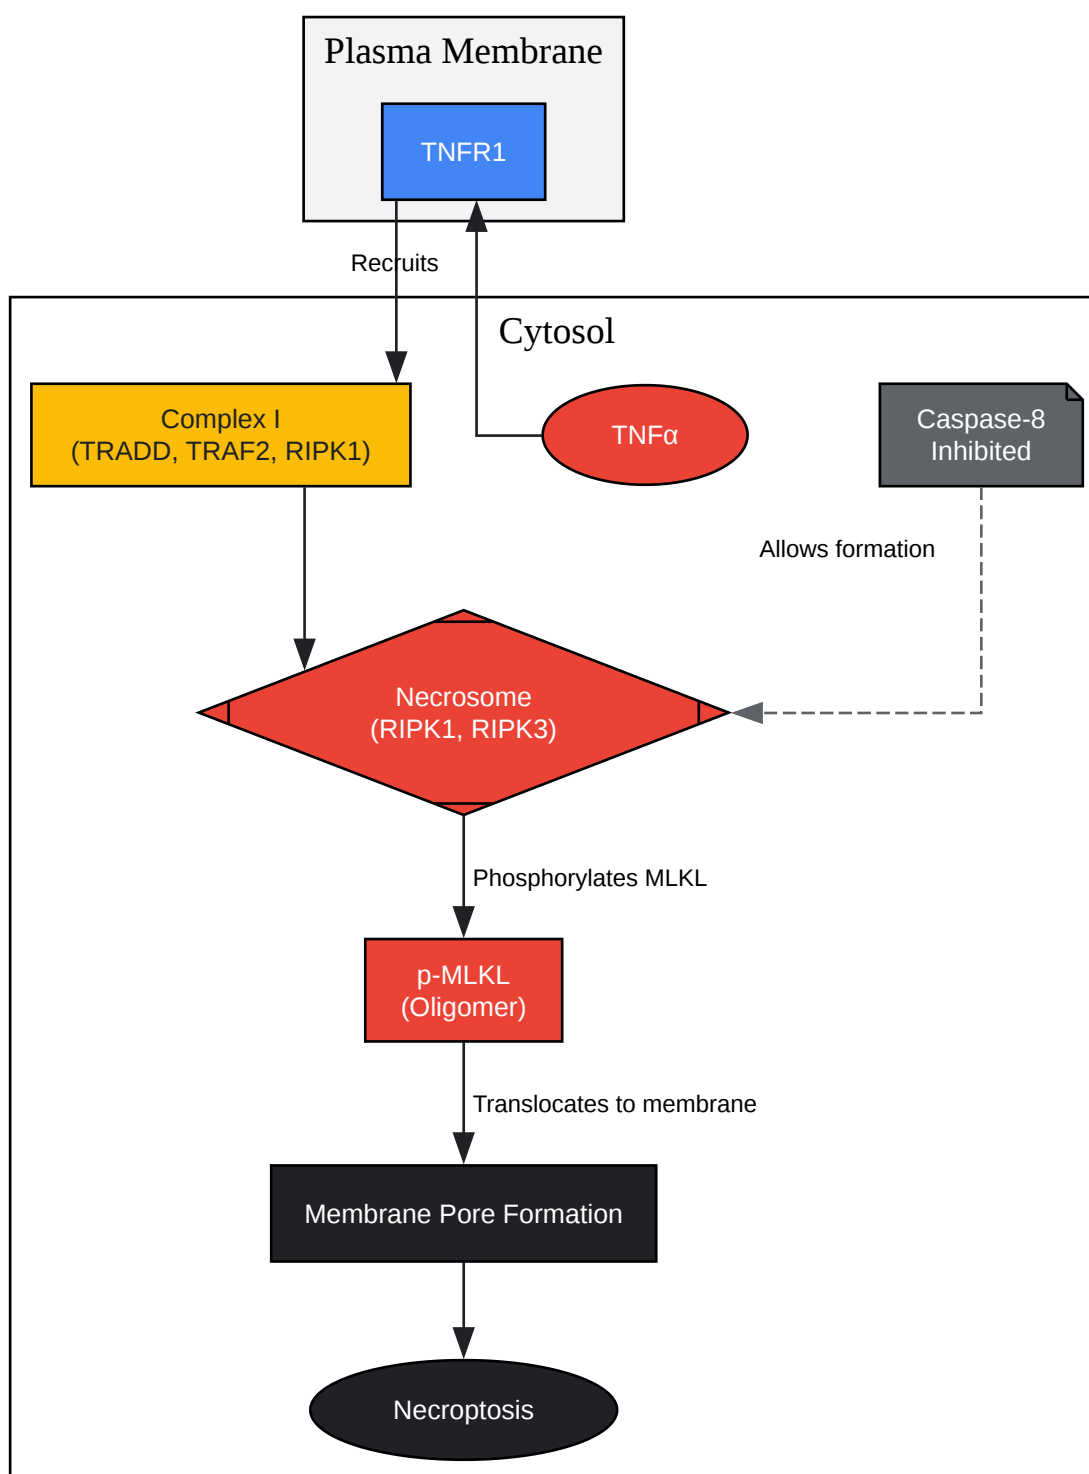 Plasma Membrane
TNFR1
Recruits
Cytosol
Complex I
(TRADD, TRAF2, RIPK1)
TNFα
Caspase-8
Inhibited
Allows formation
Necrosome
(RIPK1, RIPK3)
Phosphorylates MLKL
p-MLKL
(Oligomer)
Translocates to membrane
Membrane Pore Formation
Necroptosis